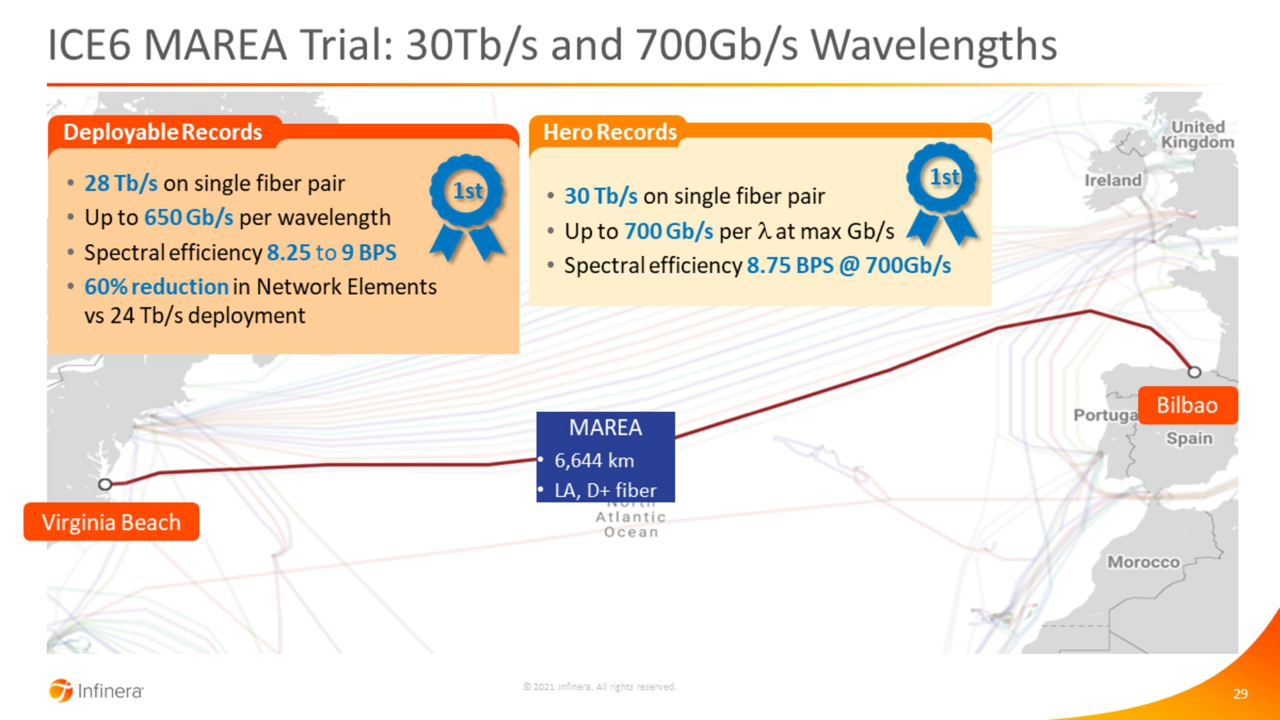 ICE6 MAREA Trial: 30Tb/s and 700Gb/s Wavelengths
Deployable Records
• 28 Tb/s on single fiber pair
• Up to 650 Gb/s per wavelength
• Spectral efficiency 8.25 to 9 BPS
• 60% reduction in Network Elements
vs 24 Tb/s deployment
1st
Hero Records
• 30 Tb/s on single fiber pair
• Up to 700 Gb/s per λ at max Gb/s
• Spectral efficiency 8.75 BPS @ 700Gb/s
1st
United
Kingdom
Ireland
MAREA
• 6,644 km
• LA, D+ fiber
North
Atlantic
Ocean
Bilbao
Portuga
Spain
Virginia Beach
Morocco
Infinera
© 2021 Infinera. All rights reserved.
29